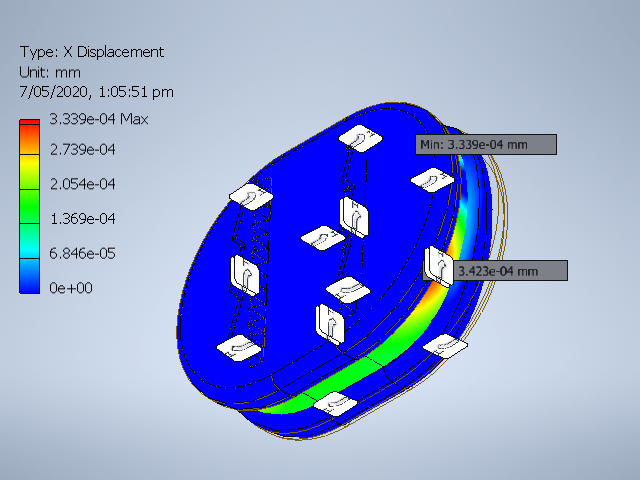 Type: X Displacement
Unit: mm
7/05/2020, 1:05:51 pm
3.339e-04 Max
2.739e-04
2.054e-04
1.369e-04
6.846e-05
0e+00
Min: 3.339e-04 mm
3.423e-04 mm